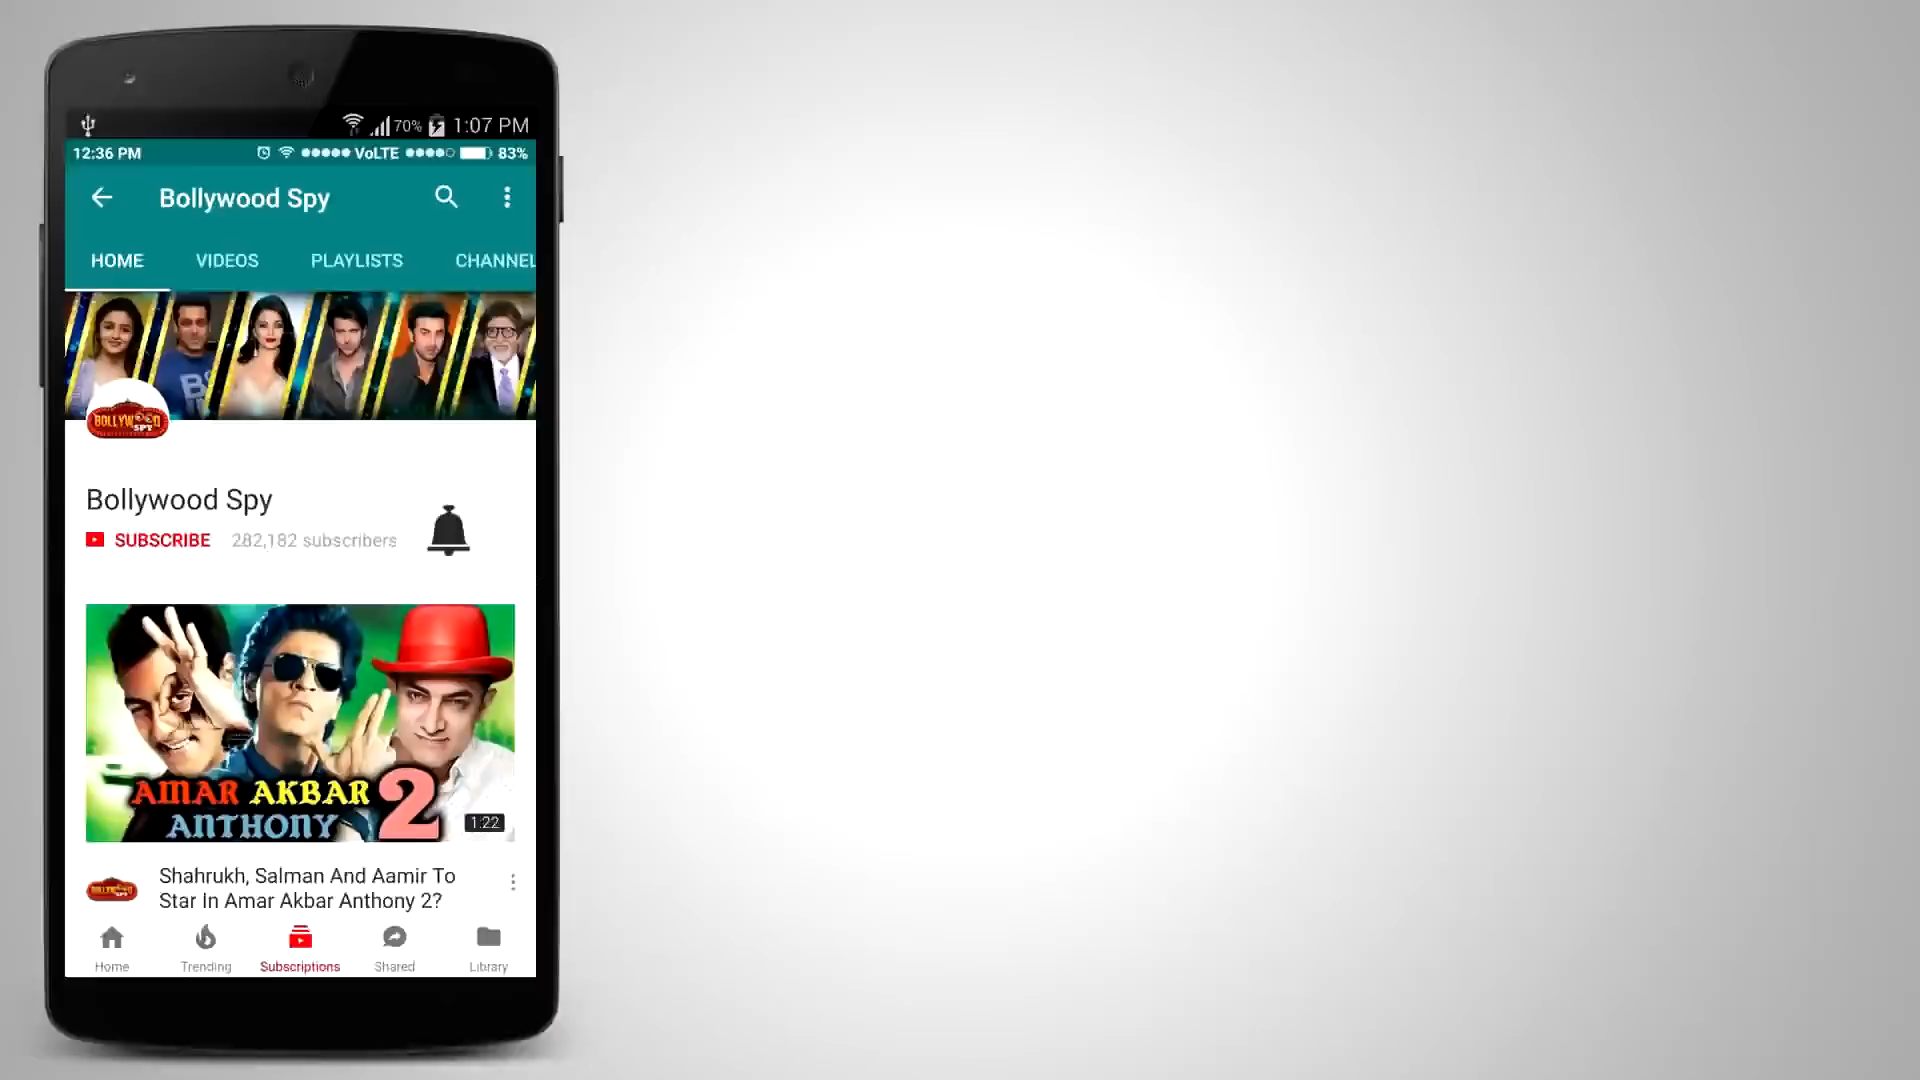 70% 1:07 PM
12:36 PM VoLTE 83%
Bollywood Spy
HOME VIDEOS PLAYLISTS CHANNEL
BOLLYWOOD
SPY
Bollywood Spy
SUBSCRIBE 282,182 subscribers
AMAR AKBAR 2
ANTHONY
1:22
Shahrukh, Salman And Aamir To
Star In Amar Akbar Anthony 2?
Home Trending Subscriptions Shared Library